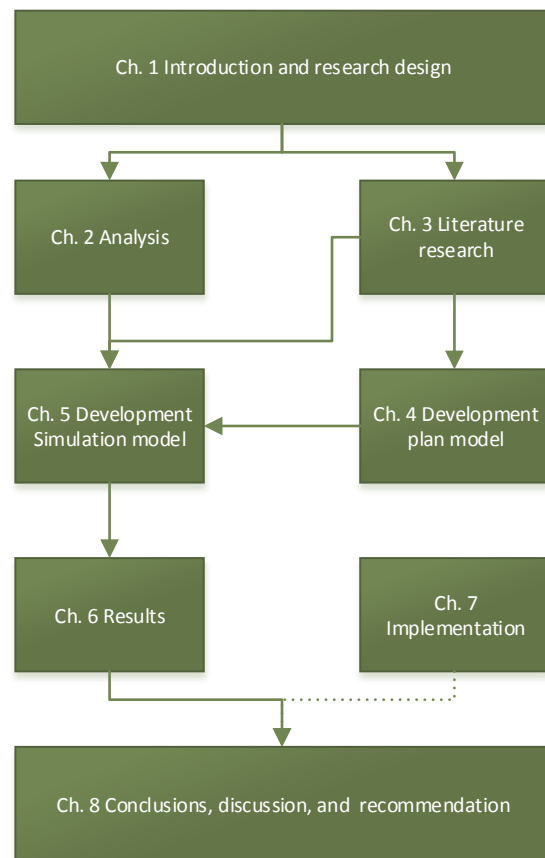 Ch. 1 Introduction and research design
Ch. 2 Analysis
Ch. 3 Literature
research
Ch. 5 Development
Simulation model
Ch. 4 Development
plan model
Ch. 6 Results
Ch. 7
Implementation
Ch. 8 Conclusions, discussion, and recommendation